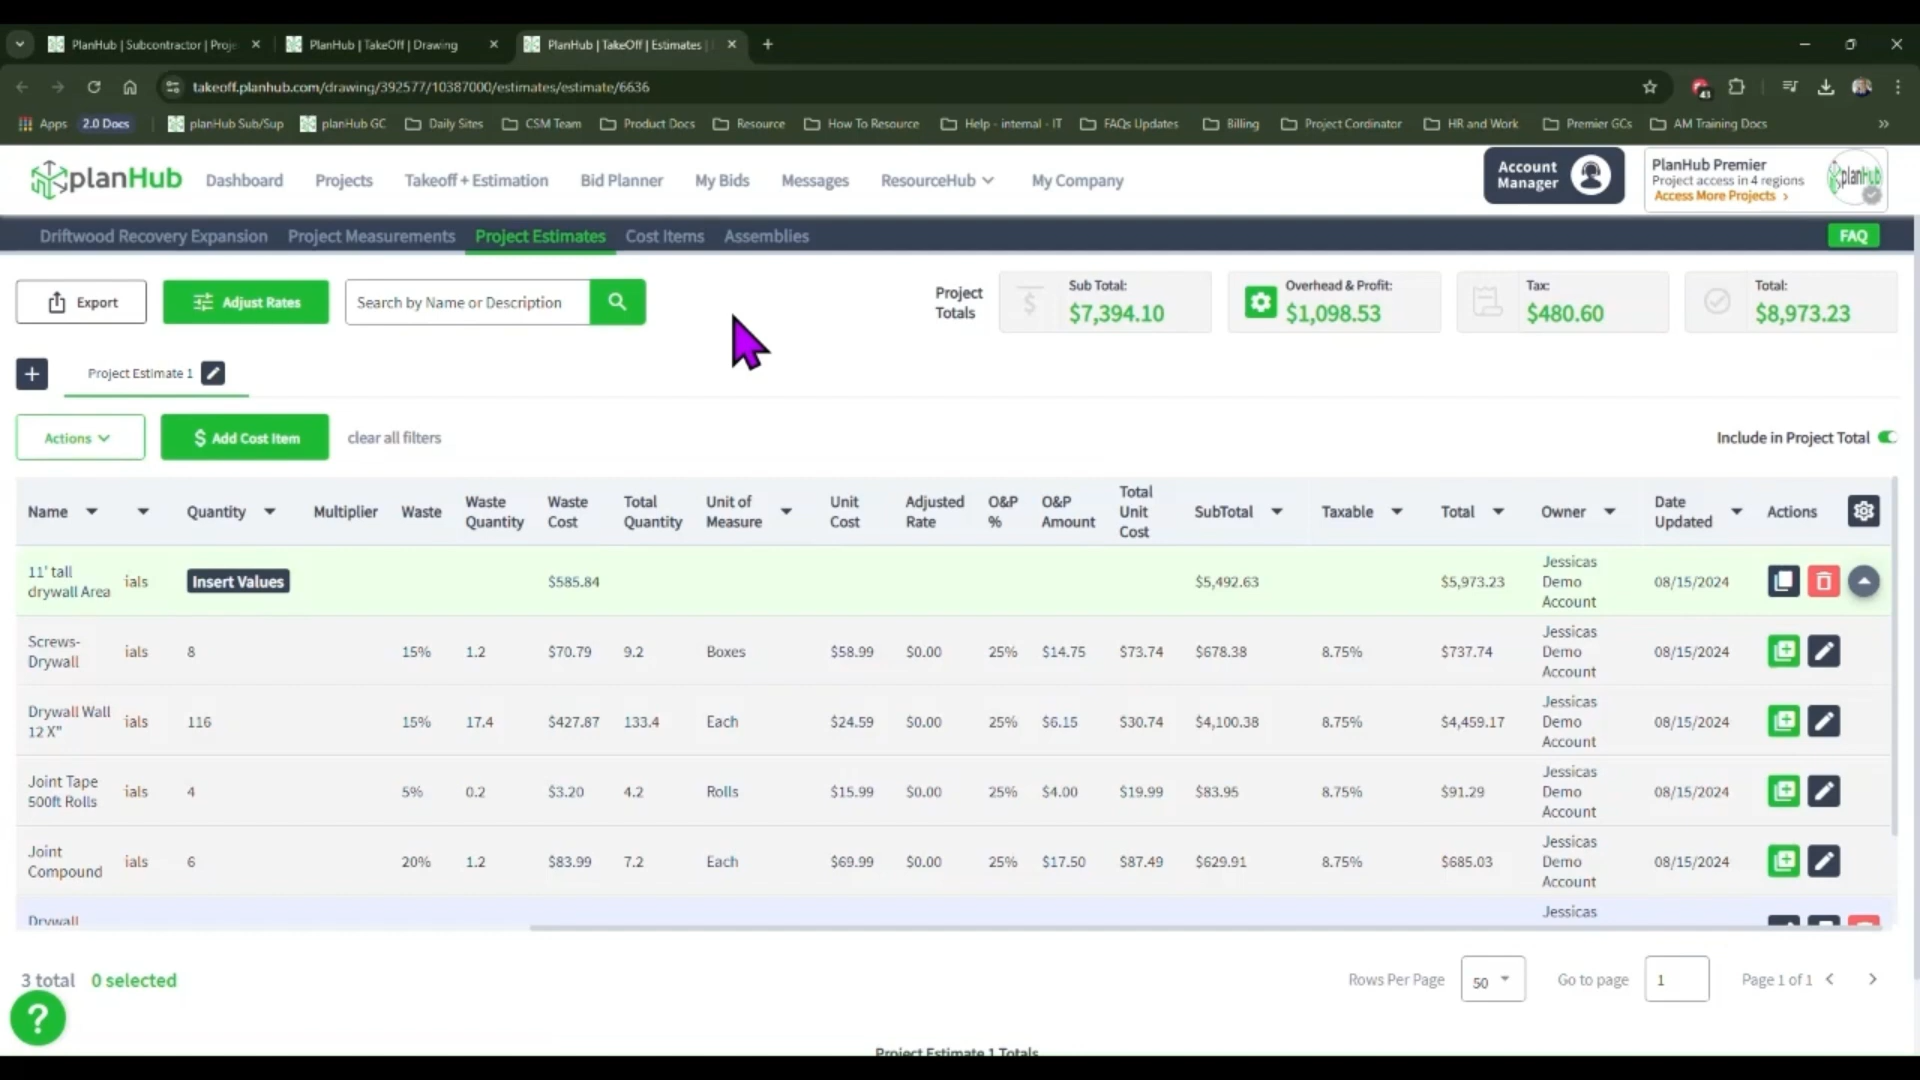 PlanHub | Subcontractor | Proje
PlanHub | TakeOff | Drawing
PlanHub | TakeOff | Estimates |
takeoff.planhub.com/drawing/392577/10387000/estimates/estimate/6636
41
Apps
2.0 Docs
planHub Sub/Sup
planHub GC
Daily Sites
CSM Team
Product Docs
Resource
How To Resource
Help - internal - IT
FAQs Updates
Billing
Project Cordinator
HR and Work
Premier GCs
AM Training Docs
planHub
Dashboard
Projects
Takeoff + Estimation
Bid Planner
My Bids
Messages
ResourceHub
My Company
Account Manager
PlanHub Premier
Project access in 4 regions
Access More Projects >
planHub
Driftwood Recovery Expansion
Project Measurements
Project Estimates
Cost Items
Assemblies
FAQ
Export
Adjust Rates
Search by Name or Description
Project Totals
Sub Total:
$7,394.10
Overhead & Profit:
$1,098.53
Tax:
$480.60
Total:
$8,973.23
Project Estimate 1
Actions
$ Add Cost Item
clear all filters
Include in Project Total
Name Quantity Multiplier Waste Waste Quantity Waste Cost Total Quantity Unit of Measure Unit Cost Adjusted Rate O&P % O&P Amount Total Unit Cost SubTotal Taxable Total Owner Date Updated Actions
11' tall drywall Area ials Insert Values $585.84 $5,492.63 $5,973.23 Jessicas Demo Account 08/15/2024
Screws- Drywall ials 8 15% 1.2 $70.79 9.2 Boxes $58.99 $0.00 25% $14.75 $73.74 $678.38 8.75% $737.74 Jessicas Demo Account 08/15/2024
Drywall Wall 12 X" ials 116 15% 17.4 $427.87 133.4 Each $24.59 $0.00 25% $6.15 $30.74 $4,100.38 8.75% $4,459.17 Jessicas Demo Account 08/15/2024
Joint Tape 500ft Rolls ials 4 5% 0.2 $3.20 4.2 Rolls $15.99 $0.00 25% $4.00 $19.99 $83.95 8.75% $91.29 Jessicas Demo Account 08/15/2024
Joint Compound ials 6 20% 1.2 $83.99 7.2 Each $69.99 $0.00 25% $17.50 $87.49 $629.91 8.75% $685.03 Jessicas Demo Account 08/15/2024
Drywall Jessicas
3 total
0 selected
Rows Per Page
50
Go to page
1
Page 1 of 1
?
Project Estimate 1 Totals